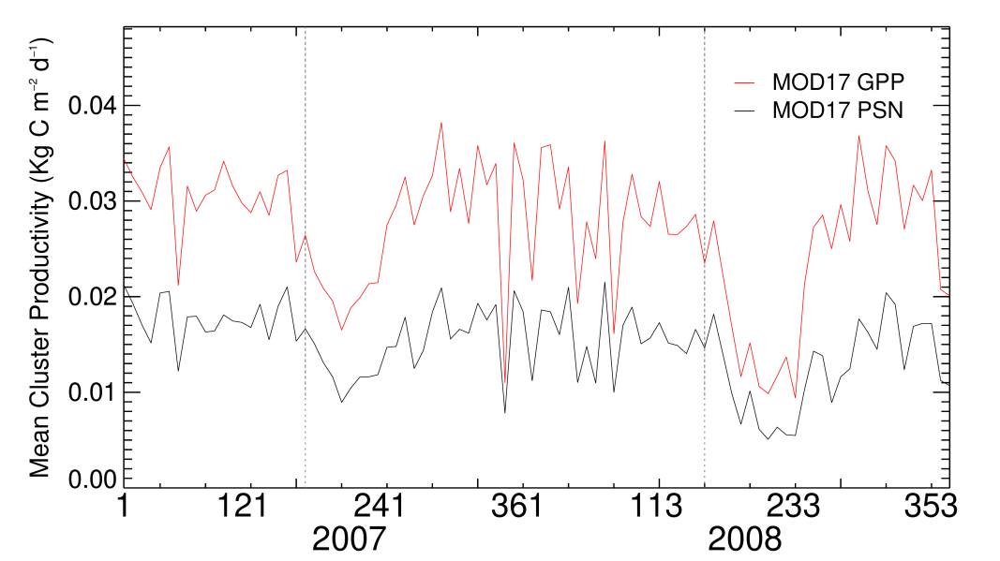 Mean Cluster Productivity (Kg C m⁻² d⁻¹)
MOD17 GPP
MOD17 PSN
0.04
0.03
0.02
0.01
0.00
1 121 241 361 113 233 353
2007 2008